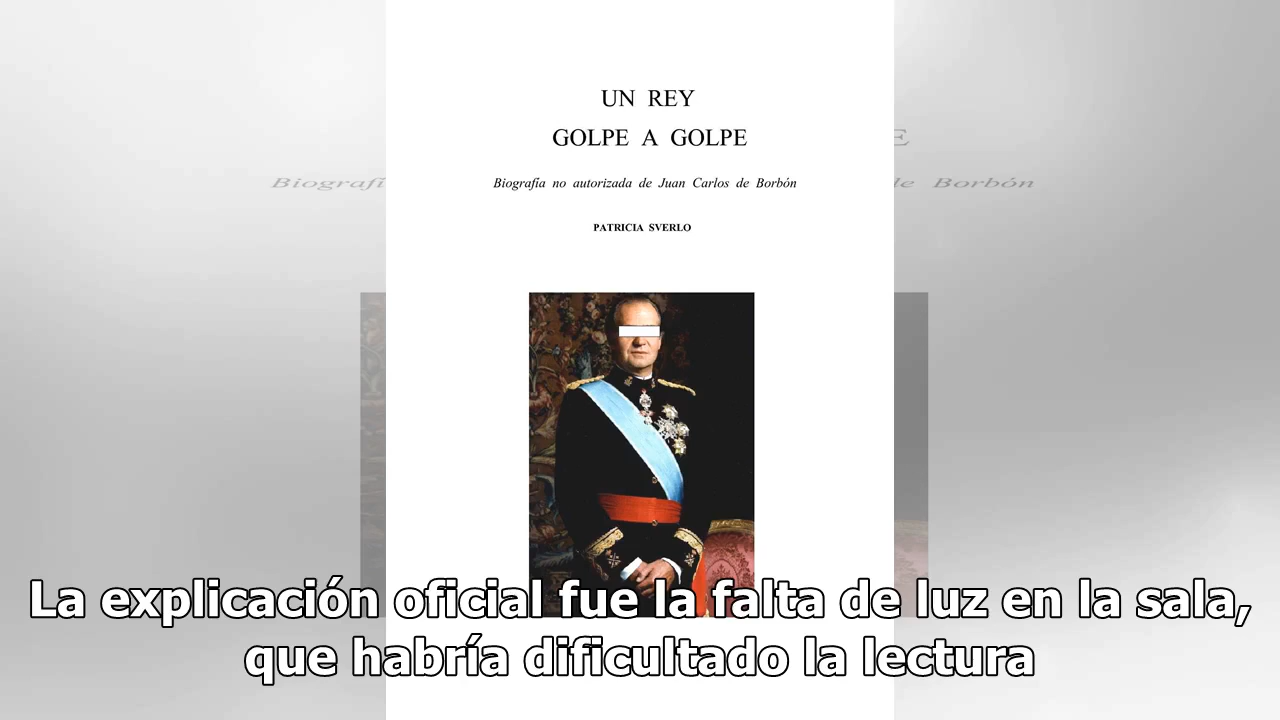 UN REY
GOLPE A GOLPE
Biografía no autorizada de Juan Carlos de Borbón
PATRICIA SVERLO
La explicación oficial fue la falta de luz en la sala,
que habría dificultado la lectura